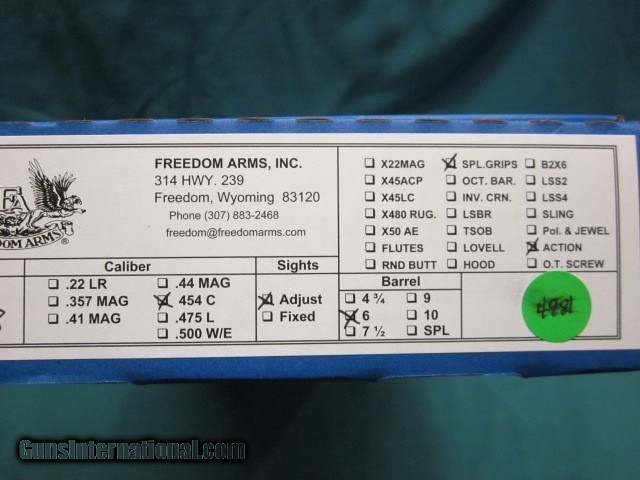 FREEDOM ARMS, INC.
314 HWY. 239
Freedom, Wyoming 83120
Phone (307) 883-2468
freedom@freedomarms.com
FA
DOM ARMS ®
X22MAG
X45ACP
X45LC
X480 RUG.
X50 AE
FLUTES
RND BUTT
SPL.GRIPS
OCT. BAR.
INV. CRN.
LSBR
TSOB
LOVELL
HOOD
B2X6
LSS2
LSS4
SLING
Pol. & JEWEL
ACTION
O.T. SCREW
Caliber
.22 LR
.357 MAG
.41 MAG
.44 MAG
454 C
.475 L
.500 W/E
Sights
Adjust
Fixed
Barrel
4 ¾
6
7 ½
9
10
SPL
GunsInternational.com